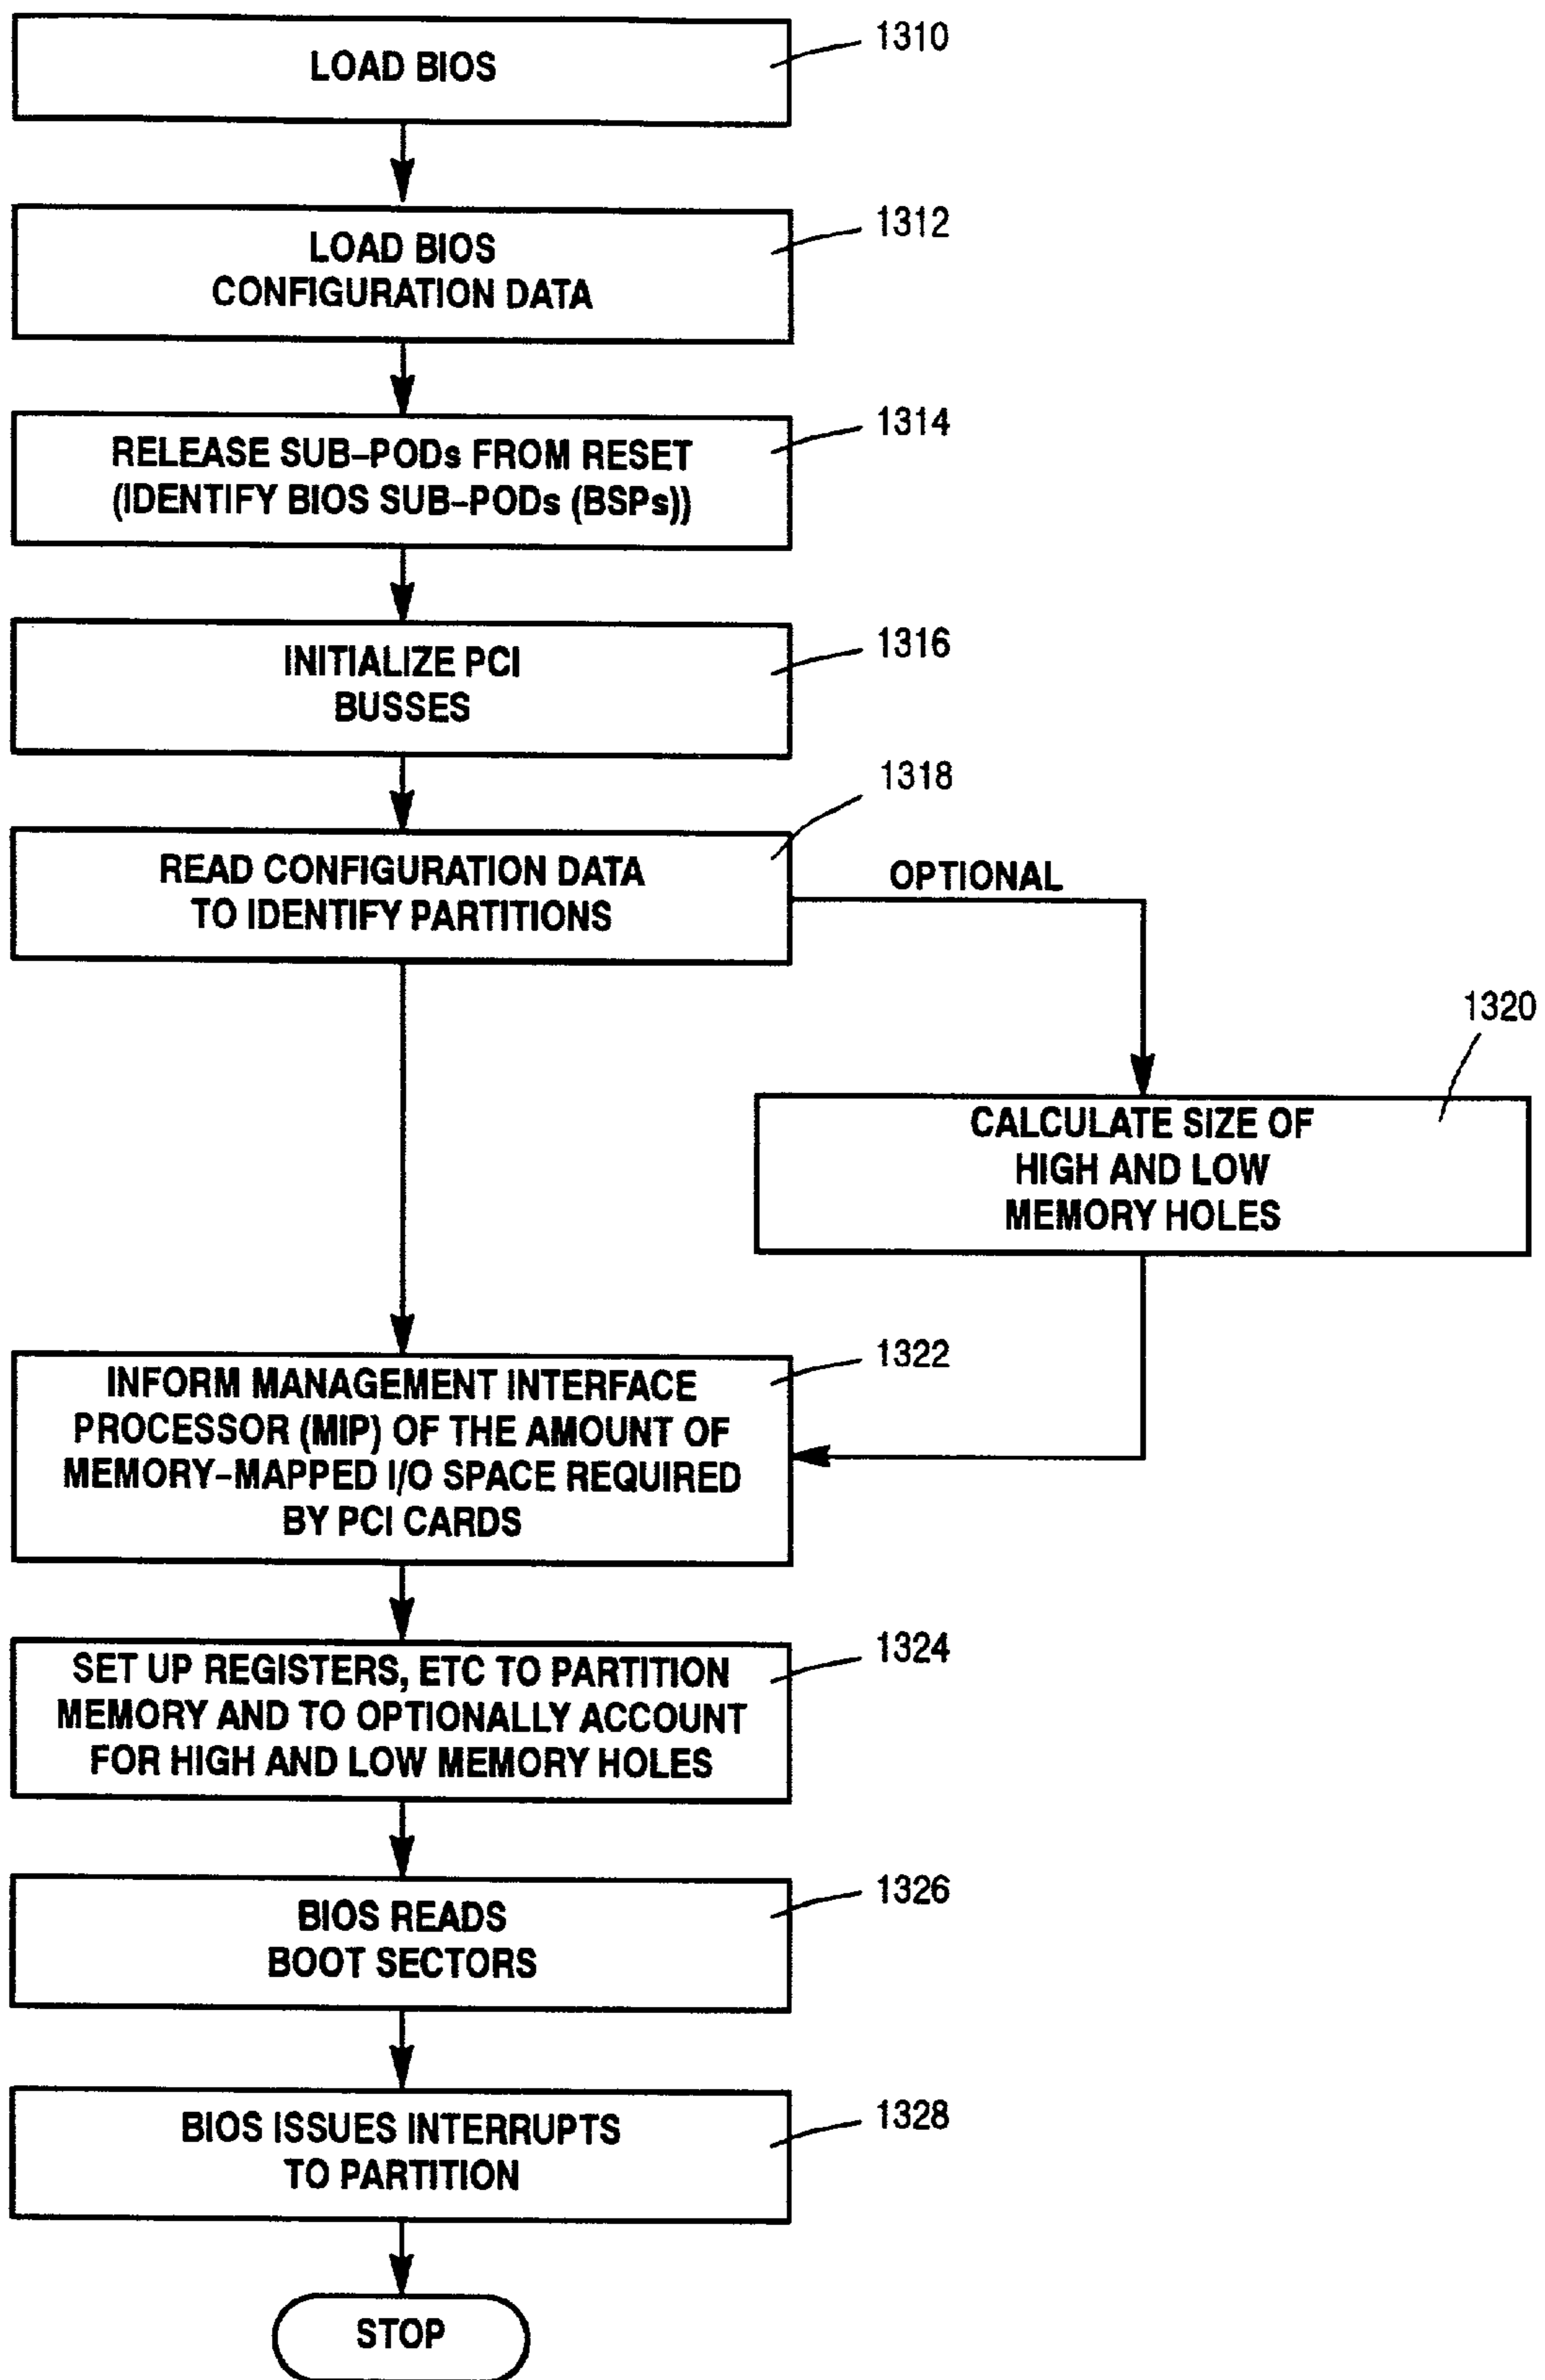 LOAD BIOS
1310
LOAD BIOS
CONFIGURATION DATA
1312
RELEASE SUB-PODs FROM RESET
(IDENTIFY BIOS SUB-PODs (BSPs))
1314
INITIALIZE PCI
BUSSES
1316
READ CONFIGURATION DATA
TO IDENTIFY PARTITIONS
1318
OPTIONAL
CALCULATE SIZE OF
HIGH AND LOW
MEMORY HOLES
1320
INFORM MANAGEMENT INTERFACE
PROCESSOR (MIP) OF THE AMOUNT OF
MEMORY-MAPPED I/O SPACE REQUIRED
BY PCI CARDS
1322
SET UP REGISTERS, ETC TO PARTITION
MEMORY AND TO OPTIONALLY ACCOUNT
FOR HIGH AND LOW MEMORY HOLES
1324
BIOS READS
BOOT SECTORS
1326
BIOS ISSUES INTERRUPTS
TO PARTITION
1328
STOP